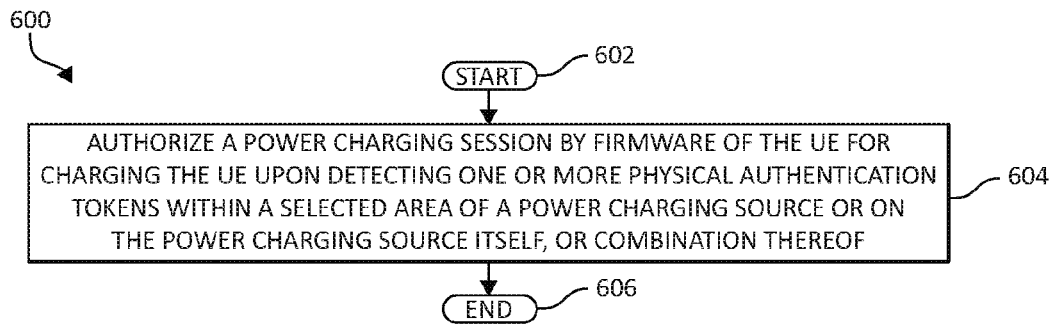 600
START
602
AUTHORIZE A POWER CHARGING SESSION BY FIRMWARE OF THE UE FOR
CHARGING THE UE UPON DETECTING ONE OR MORE PHYSICAL AUTHENTICATION
TOKENS WITHIN A SELECTED AREA OF A POWER CHARGING SOURCE OR ON
THE POWER CHARGING SOURCE ITSELF, OR COMBINATION THEREOF
604
END
606